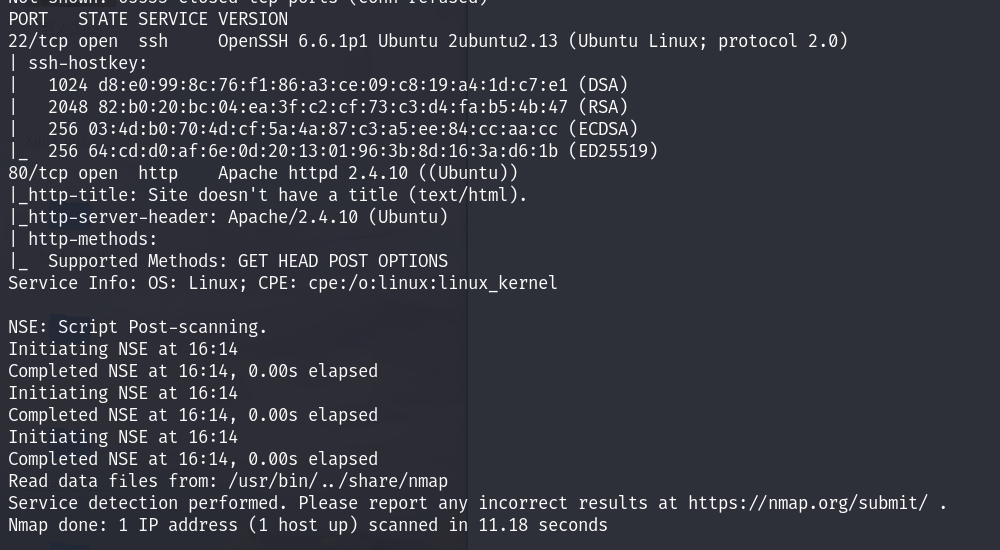 PORT   STATE SERVICE VERSION
22/tcp open  ssh     OpenSSH 6.6.1p1 Ubuntu 2ubuntu2.13 (Ubuntu Linux; protocol 2.0)
| ssh-hostkey:
|   1024 d8:e0:99:8c:76:f1:86:a3:ce:09:c8:19:a4:1d:c7:e1 (DSA)
|   2048 82:b0:20:bc:04:ea:3f:c2:cf:73:c3:d4:fa:b5:4b:47 (RSA)
|   256 03:4d:b0:70:4d:cf:5a:4a:87:c3:a5:ee:84:cc:aa:cc (ECDSA)
|_  256 64:cd:d0:af:6e:0d:20:13:01:96:3b:8d:16:3a:d6:1b (ED25519)
80/tcp open  http    Apache httpd 2.4.10 ((Ubuntu))
|_http-title: Site doesn't have a title (text/html).
|_http-server-header: Apache/2.4.10 (Ubuntu)
| http-methods:
|_  Supported Methods: GET HEAD POST OPTIONS
Service Info: OS: Linux; CPE: cpe:/o:linux:linux_kernel

NSE: Script Post-scanning.
Initiating NSE at 16:14
Completed NSE at 16:14, 0.00s elapsed
Initiating NSE at 16:14
Completed NSE at 16:14, 0.00s elapsed
Initiating NSE at 16:14
Completed NSE at 16:14, 0.00s elapsed
Read data files from: /usr/bin/../share/nmap
Service detection performed. Please report any incorrect results at https://nmap.org/submit/ .
Nmap done: 1 IP address (1 host up) scanned in 11.18 seconds